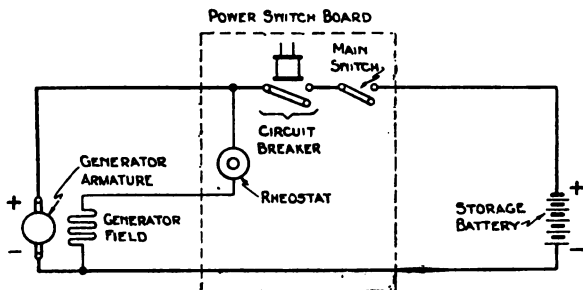 POWER SWITCH BOARD
MAIN
SWITCH
CIRCUIT
BREAKER
GENERATOR
ARMATURE
RHEOSTAT
+
+
GENERATOR
FIELD
STORAGE
BATTERY
-
-